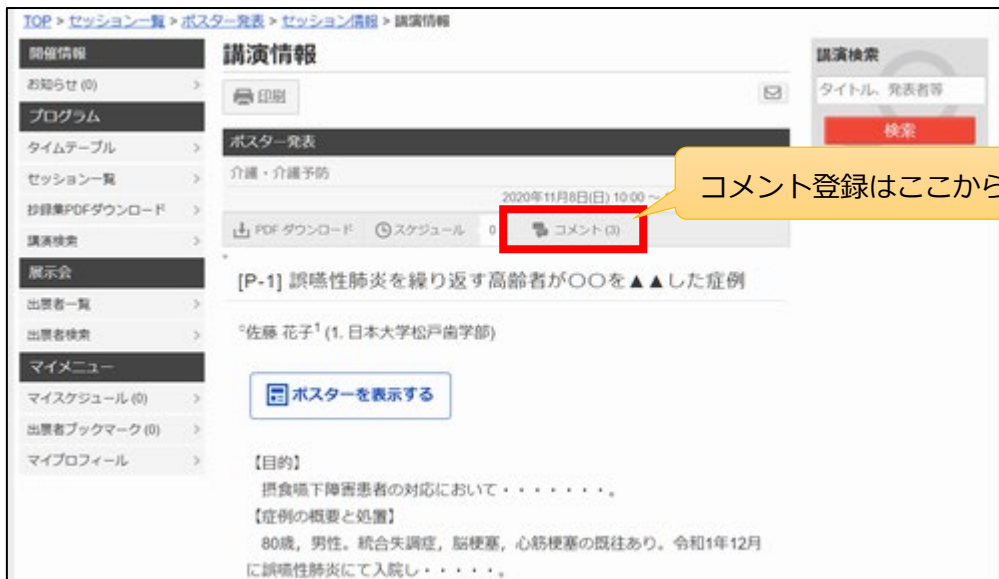 TOP > セッション一覧 > ポスター発表 > セッション情報 > 講演情報
開催情報
お知らせ (0)
プログラム
タイムテーブル
セッション一覧
抄録集PDFダウンロード
講演検索
展示会
出展者一覧
出展者検索
マイメニュー
マイスケジュール (0)
出展者ブックマーク (0)
マイプロフィール
講演情報
印刷
ポスター発表
介護・介護予防
2020年11月8日(日) 10:00 ~
PDF ダウンロード スケジュール 0 コメント (3)
[P-1] 誤嚥性肺炎を繰り返す高齢者が〇〇を▲▲した症例
°佐藤 花子¹ (1. 日本大学松戸歯学部)
ポスターを表示する
【目的】
摂食嚥下障害患者の対応において・・・・・・・。
【症例の概要と処置】
80歳，男性。統合失調症，脳梗塞，心筋梗塞の既往あり。令和1年12月
に誤嚥性肺炎にて入院し・・・・・。
講演検索
タイトル、発表者等
検索
コメント登録はここから